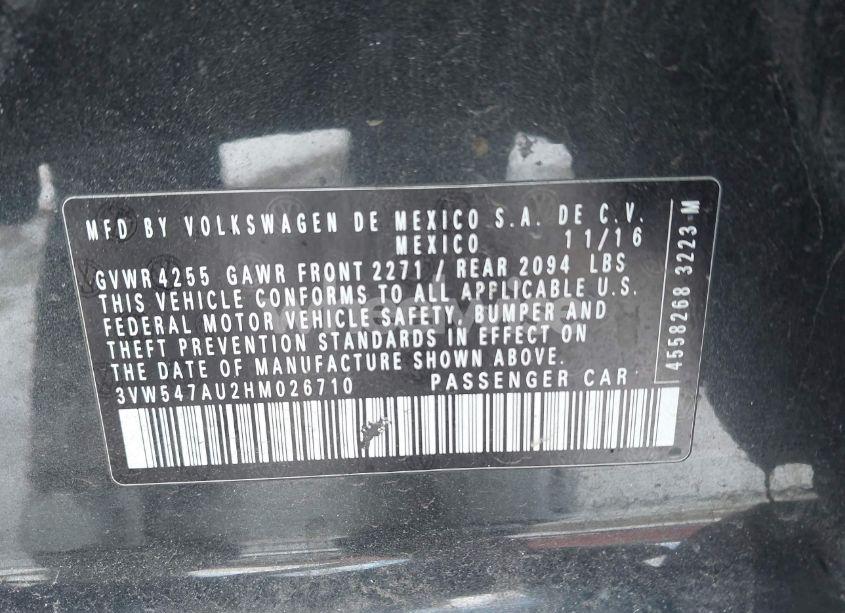 MFD BY VOLKSWAGEN DE MEXICO S.A. DE C.V.
MEXICO 11/16
GVWR 4255 GAWR FRONT 2271 / REAR 2094 LBS
THIS VEHICLE CONFORMS TO ALL APPLICABLE U.S.
FEDERAL MOTOR VEHICLE SAFETY, BUMPER AND
THEFT PREVENTION STANDARDS IN EFFECT ON
THE DATE OF MANUFACTURE SHOWN ABOVE.
3VW547AU2HM026710 PASSENGER CAR
4558268 3223 M